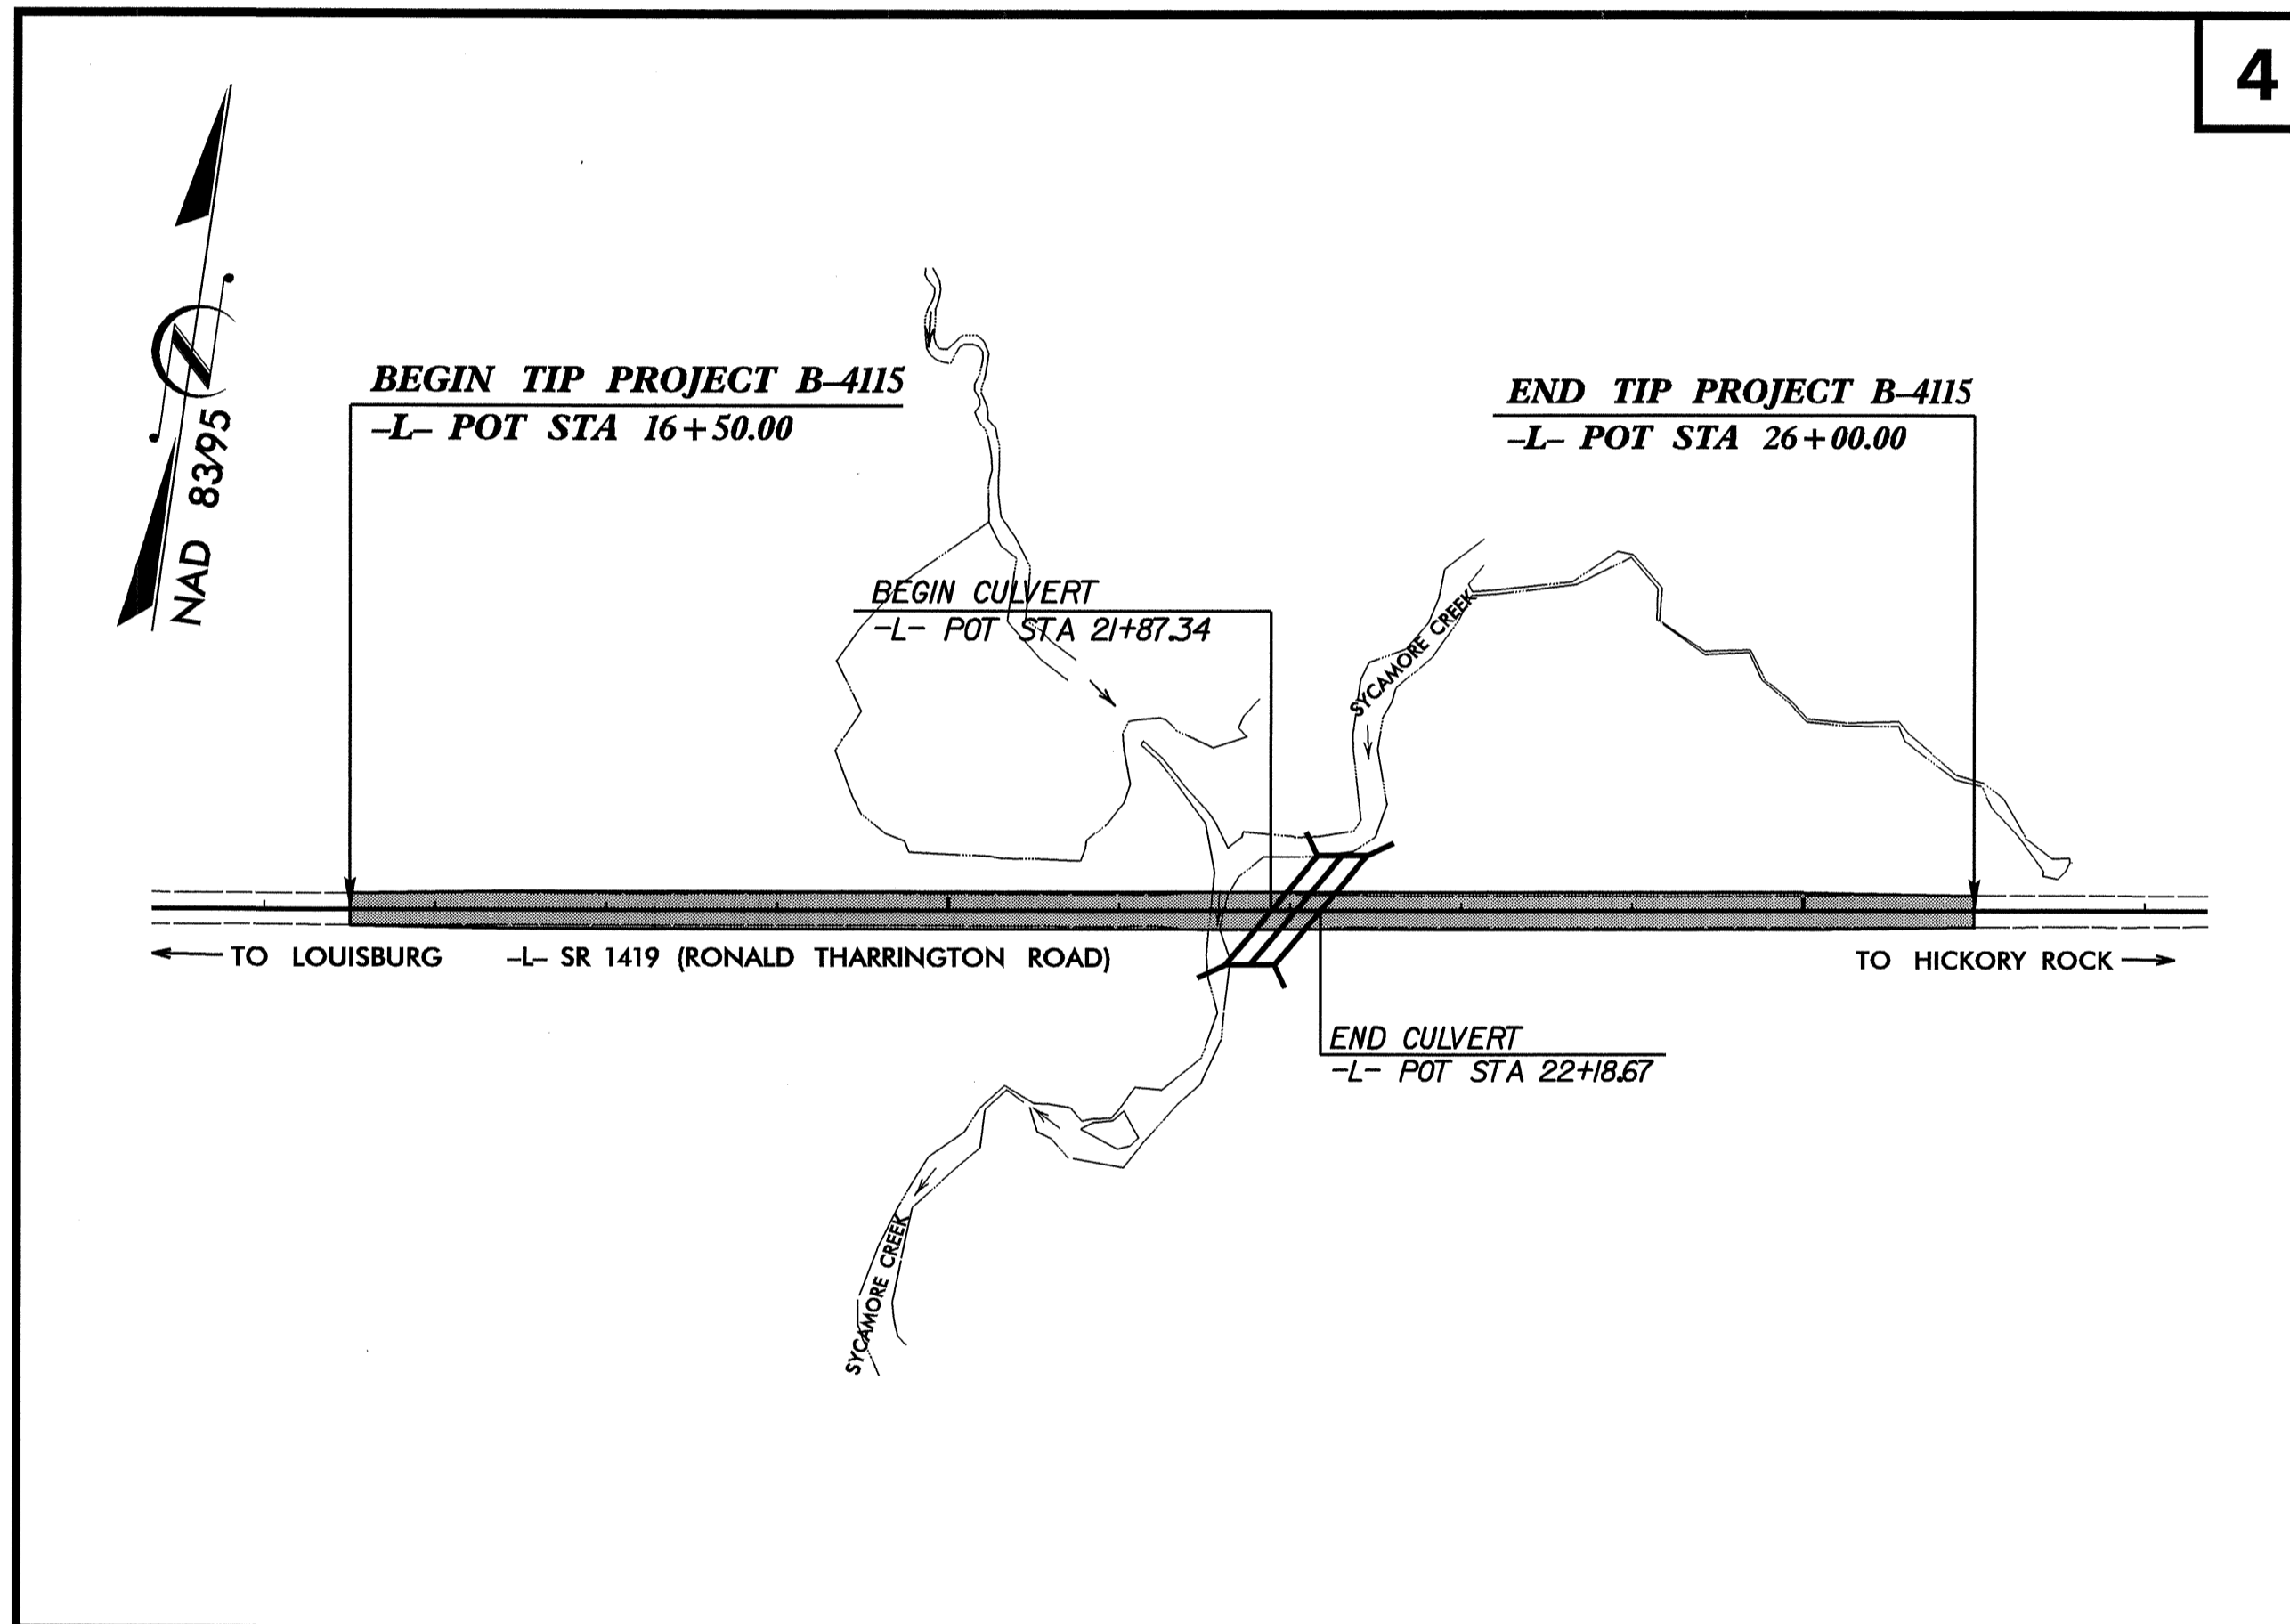 4
N
NAD 83/95
BEGIN TIP PROJECT B-4115
-L- POT STA 16+50.00
END TIP PROJECT B-4115
-L- POT STA 26+00.00
BEGIN CULVERT
-L- POT STA 21+87.34
SYCAMORE CREEK
TO LOUISBURG
-L- SR 1419 (RONALD THARRINGTON ROAD)
TO HICKORY ROCK
END CULVERT
-L- POT STA 22+18.67
SYCAMORE CREEK